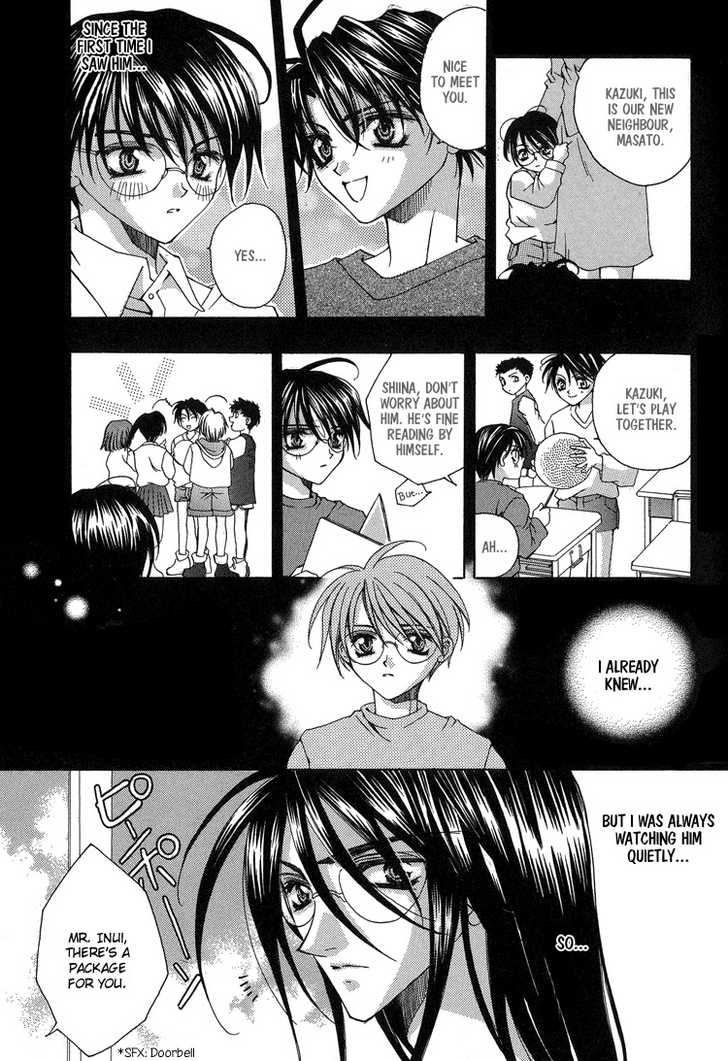 KAZUKI, THIS
IS OUR NEW
NEIGHBOUR,
MASATO.
NICE
TO MEET
YOU.
SINCE THE
FIRST TIME I
SAW HIM...
YES...
KAZUKI,
LET'S PLAY
TOGETHER.
AH...
SHIINA, DON'T
WORRY ABOUT
HIM. HE'S FINE
READING BY
HIMSELF.
But...
I ALREADY
KNEW...
BUT I WAS ALWAYS
WATCHING HIM
QUIETLY...
SO...
ピーポーン
MR. INUI,
THERE'S A
PACKAGE
FOR YOU.
*SFX: Doorbell